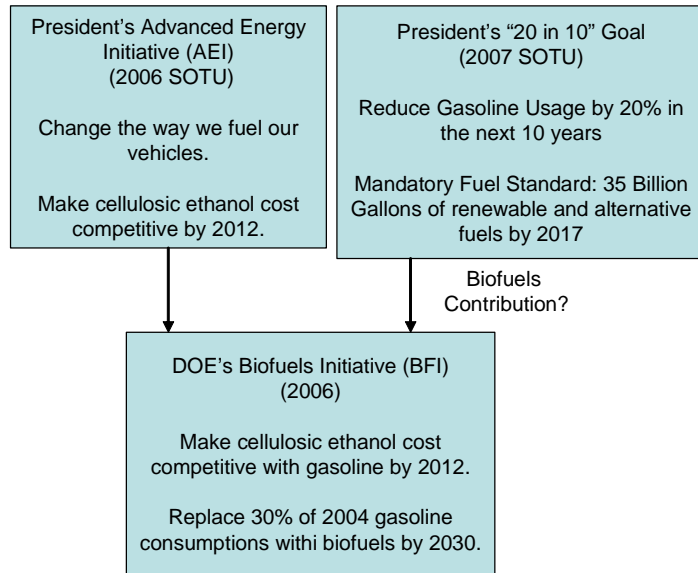 President's Advanced Energy
Initiative (AEI)
(2006 SOTU)
Change the way we fuel our
vehicles.
Make cellulosic ethanol cost
competitive by 2012.
President's “20 in 10” Goal
(2007 SOTU)
Reduce Gasoline Usage by 20% in
the next 10 years
Mandatory Fuel Standard: 35 Billion
Gallons of renewable and alternative
fuels by 2017
Biofuels
Contribution?
DOE's Biofuels Initiative (BFI)
(2006)
Make cellulosic ethanol cost
competitive with gasoline by 2012.
Replace 30% of 2004 gasoline
consumptions withi biofuels by 2030.